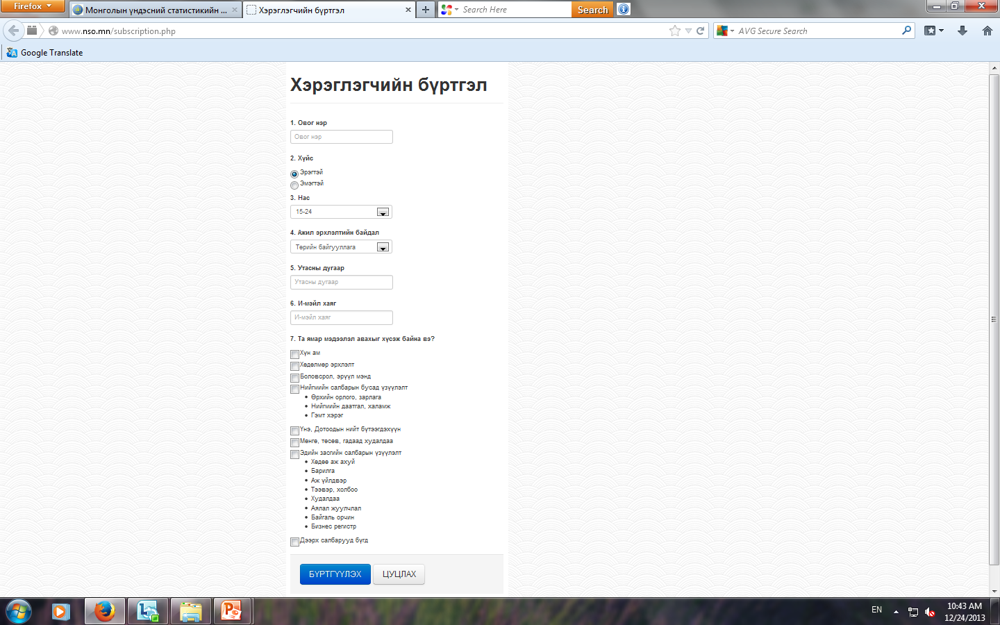 Firefox
Монголын үндэсний статистикийн ...
Хэрэглэгчийн бүртгэл
Search Here
Search
www.nso.mn/subscription.php
AVG Secure Search
Google Translate
Хэрэглэгчийн бүртгэл
1. Овог нэр
Овог нэр
2. Хүйс
Эрэгтэй
Эмэгтэй
3. Нас
15-24
4. Ажил эрхлэлтийн байдал
Төрийн байгууллага
5. Утасны дугаар
Утасны дугаар
6. И-мэйл хаяг
И-мэйл хаяг
7. Та ямар мэдээлэл авахыг хүсэж байна вэ?
Хүн ам
Хөдөлмөр эрхлэлт
Боловсрол, эрүүл мэнд
Нийгмийн салбарын бусад үзүүлэлт
• Өрхийн орлого, зарлага
• Нийгмийн даатгал, халамж
• Гэмт хэрэг
Үнэ, Дотоодын нийт бүтээгдэхүүн
Мөнгө, төсөв, гадаад худалдаа
Эдийн засгийн салбарын үзүүлэлт
• Хөдөө аж ахуй
• Барилга
• Аж үйлдвэр
• Тээвэр, холбоо
• Худалдаа
• Аялал жуулчлал
• Байгаль орчин
• Бизнес регистр
Дээрх салбарууд бүгд
БҮРТГҮҮЛЭХ ЦУЦЛАХ
EN
10:43 AM
12/24/2013